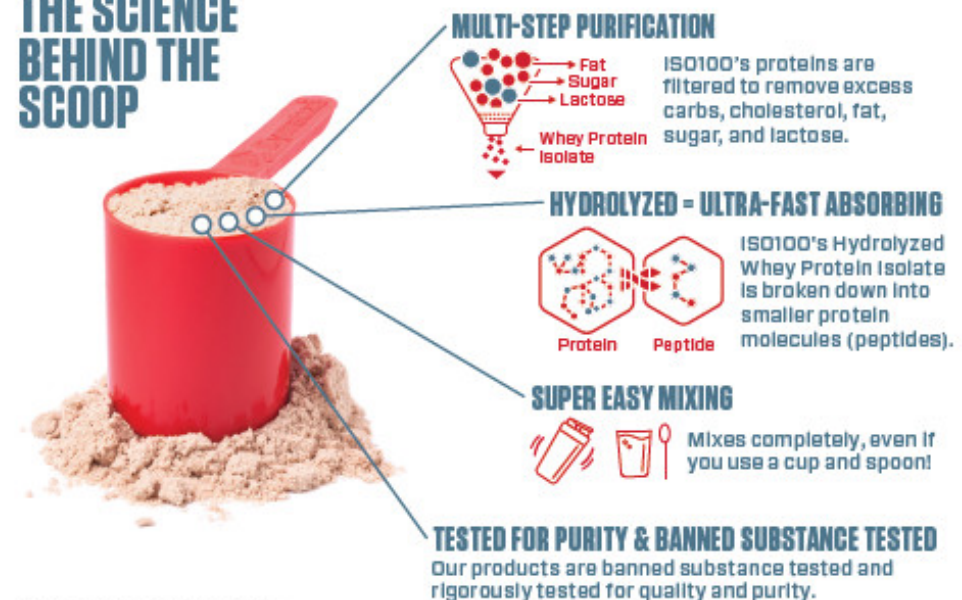 THE SCIENCE
BEHIND THE
SCOOP
MULTI-STEP PURIFICATION
Fat
Sugar
Lactose
Whey Protein
Isolate
ISO100's proteins are
filtered to remove excess
carbs, cholesterol, fat,
sugar, and lactose.
HYDROLYZED = ULTRA-FAST ABSORBING
Protein
Peptide
ISO100's Hydrolyzed
Whey Protein Isolate
is broken down into
smaller protein
molecules (peptides).
SUPER EASY MIXING
Mixes completely, even if
you use a cup and spoon!
TESTED FOR PURITY & BANNED SUBSTANCE TESTED
Our products are banned substance tested and
rigorously tested for quality and purity.